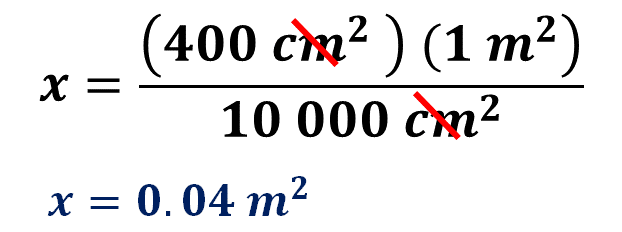 x = (400 cm²) (1 m²) / 10 000 cm²
x = 0.04 m²